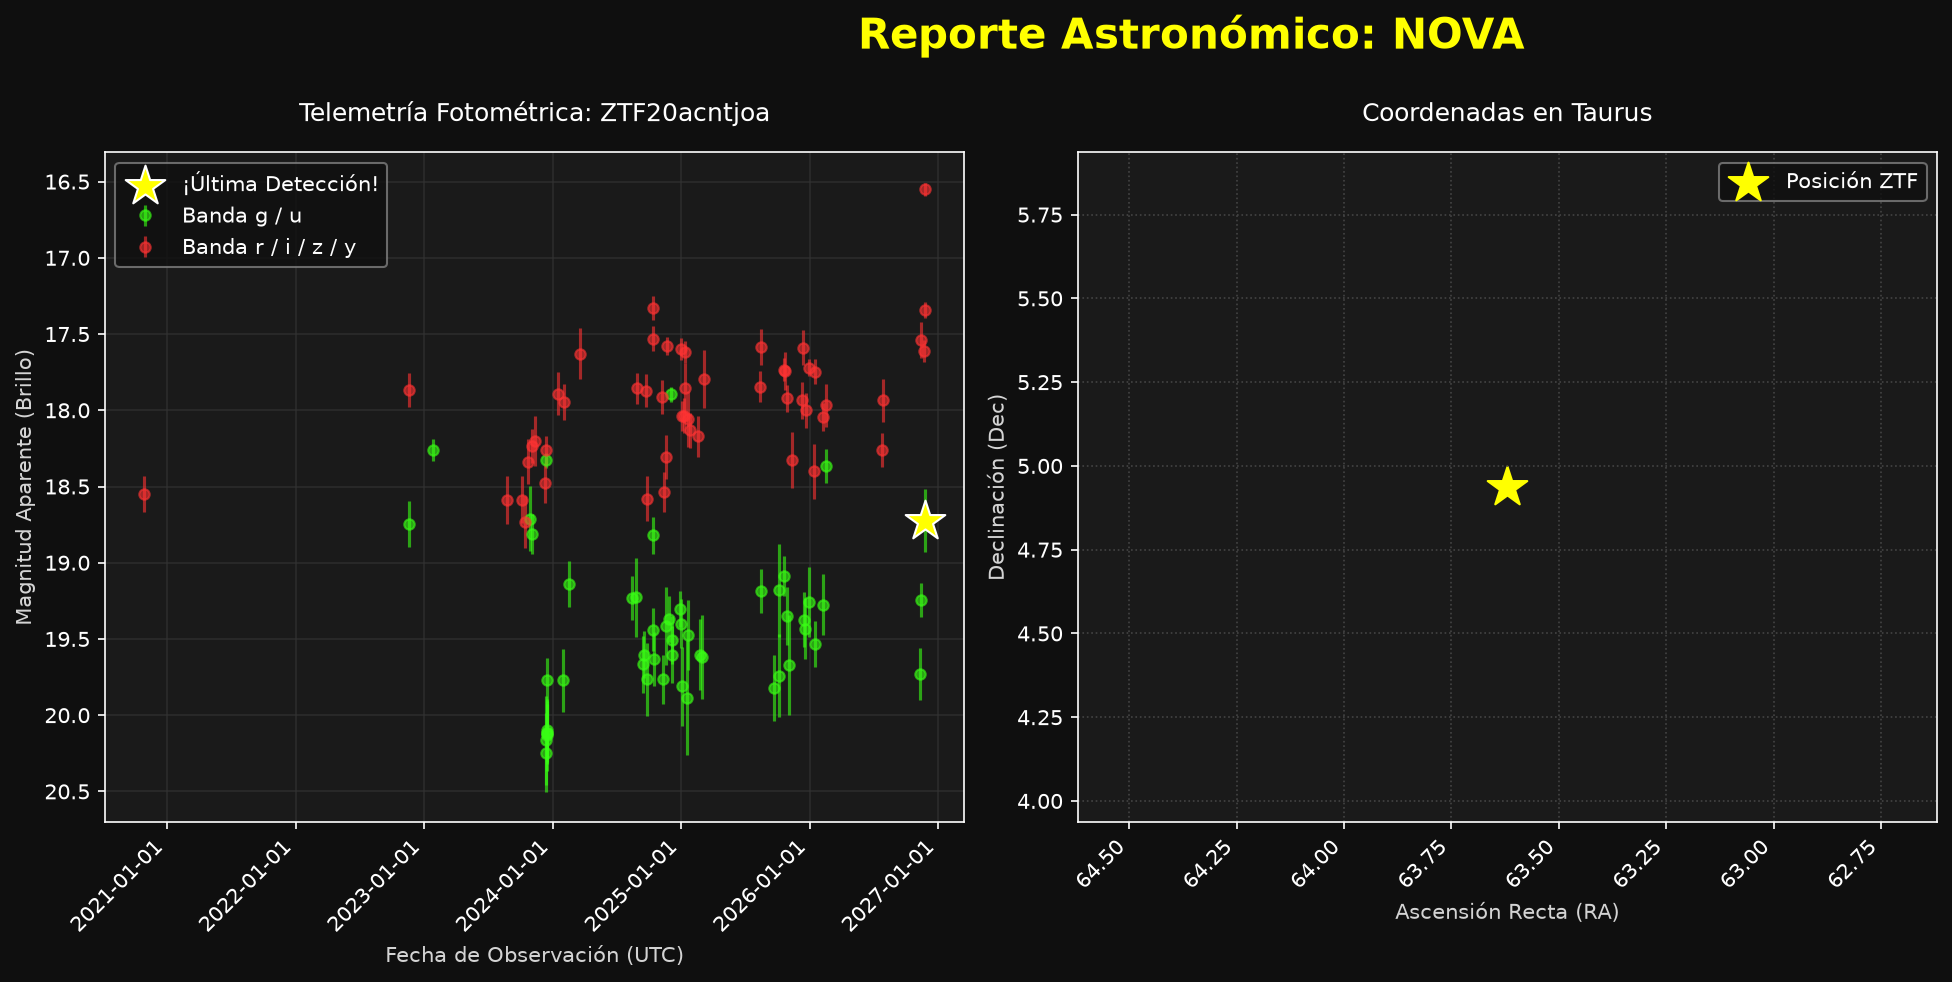 Reporte Astronómico: NOVA
Telemetría Fotométrica: ZTF20acntjoa
¡Última Detección!
Banda g / u
Banda r / i / z / y
Magnitud Aparente (Brillo)
16.5
17.0
17.5
18.0
18.5
19.0
19.5
20.0
20.5
2021-01-01
2022-01-01
2023-01-01
2024-01-01
2025-01-01
2026-01-01
2027-01-01
Fecha de Observación (UTC)
Coordenadas en Taurus
Posición ZTF
Declinación (Dec)
5.75
5.50
5.25
5.00
4.75
4.50
4.25
4.00
64.50
64.25
64.00
63.75
63.50
63.25
63.00
62.75
Ascensión Recta (RA)